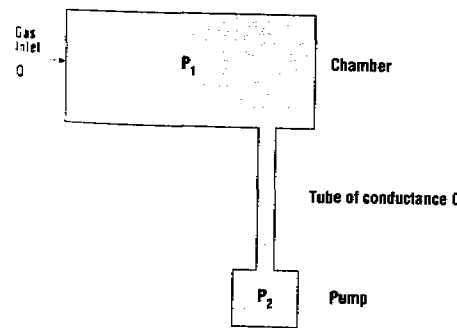 Gas
Inlet
Q
P1
Chamber
Tube of conductance C
P2
Pump